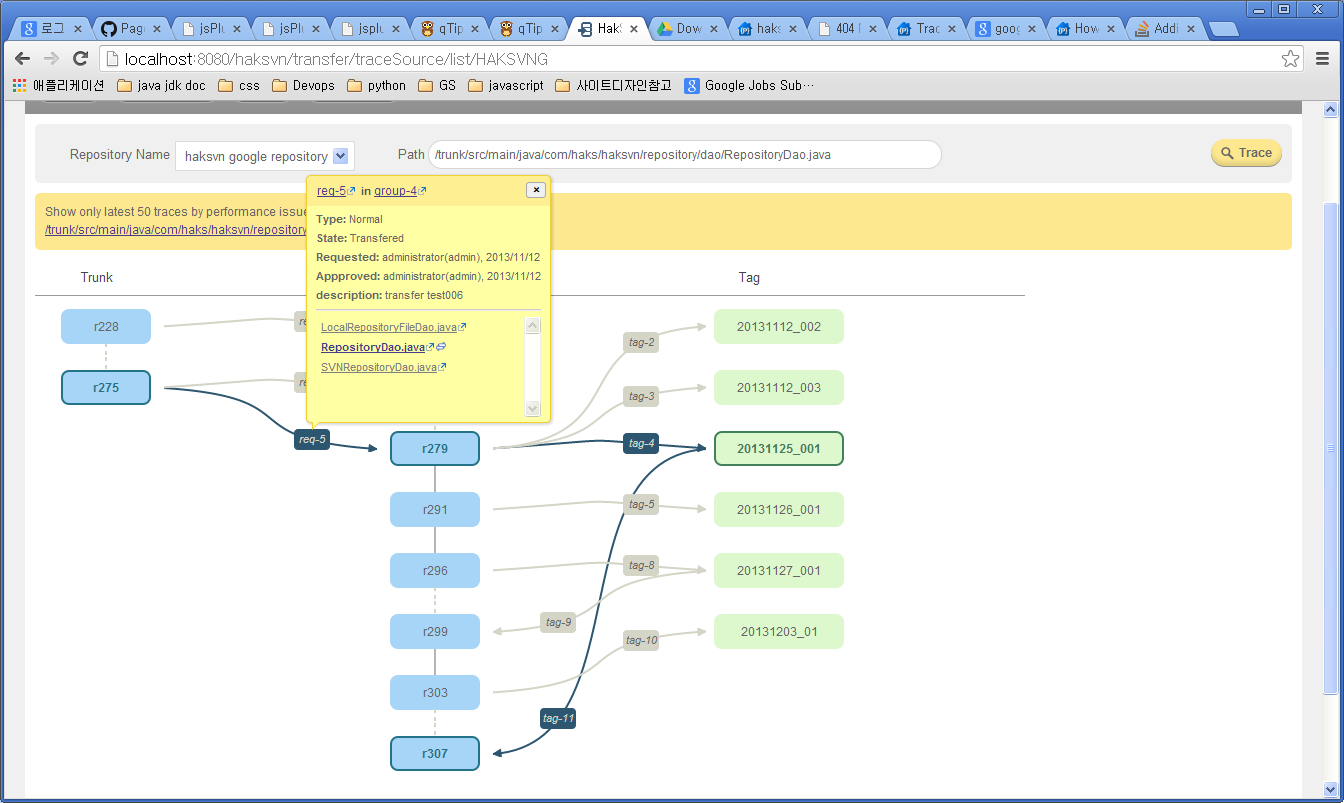 로그
Page
jsPl
jsPl
jsplu
qTip
qTip
HakS
Dow
haks
404 F
Trac
goog
How
Addi
localhost:8080/haksvn/transfer/traceSource/list/HAKSVNG
애플리케이션 java jdk doc css Devops python GS javascript 사이트디자인참고 Google Jobs Sub···
Repository Name haksvn google repository Path /trunk/src/main/java/com/haks/haksvn/repository/dao/RepositoryDao.java Trace
Show only latest 50 traces by performance issue
/trunk/src/main/java/com/haks/haksvn/repository
req-5 in group-4
Type: Normal
State: Transfered
Requested: administrator(admin), 2013/11/12
Appproved: administrator(admin), 2013/11/12
description: transfer test006
LocalRepositoryFileDao.java
RepositoryDao.java
SVNRepositoryDao.java
Trunk Tag
r228 re 20131112_002
tag-2
r275 re 20131112_003
tag-3
req-5 r279 tag-4 20131125_001
r291 tag-5 20131126_001
r296 tag-8 20131127_001
r299 tag-9 20131203_01
tag-10
r303
tag-11
r307